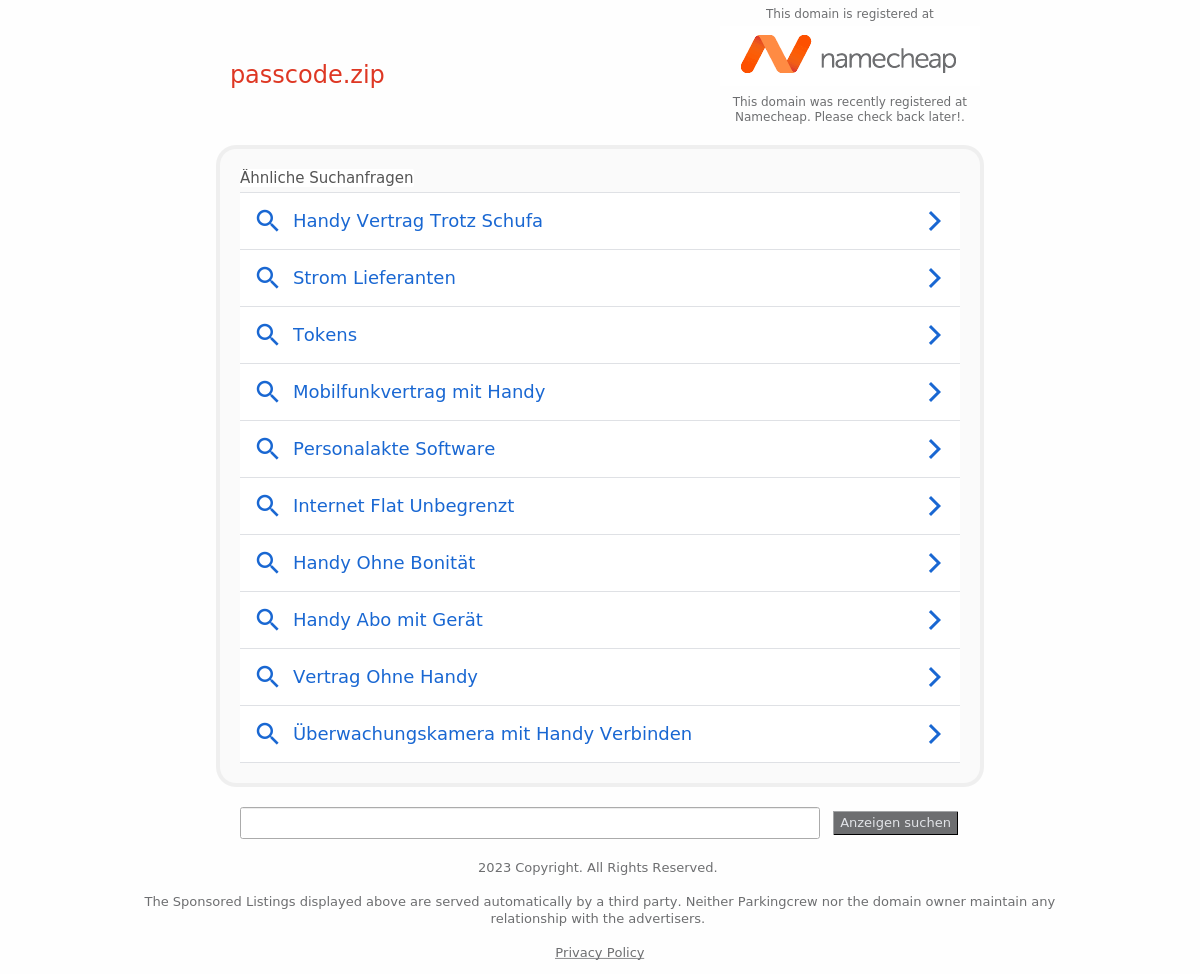 This domain is registered at
namecheap
passcode.zip
This domain was recently registered at
Namecheap. Please check back later!.
Ähnliche Suchanfragen
Handy Vertrag Trotz Schufa
Strom Lieferanten
Tokens
Mobilfunkvertrag mit Handy
Personalakte Software
Internet Flat Unbegrenzt
Handy Ohne Bonität
Handy Abo mit Gerät
Vertrag Ohne Handy
Überwachungskamera mit Handy Verbinden
Anzeigen suchen
2023 Copyright. All Rights Reserved.
The Sponsored Listings displayed above are served automatically by a third party. Neither Parkingcrew nor the domain owner maintain any
relationship with the advertisers.
Privacy Policy